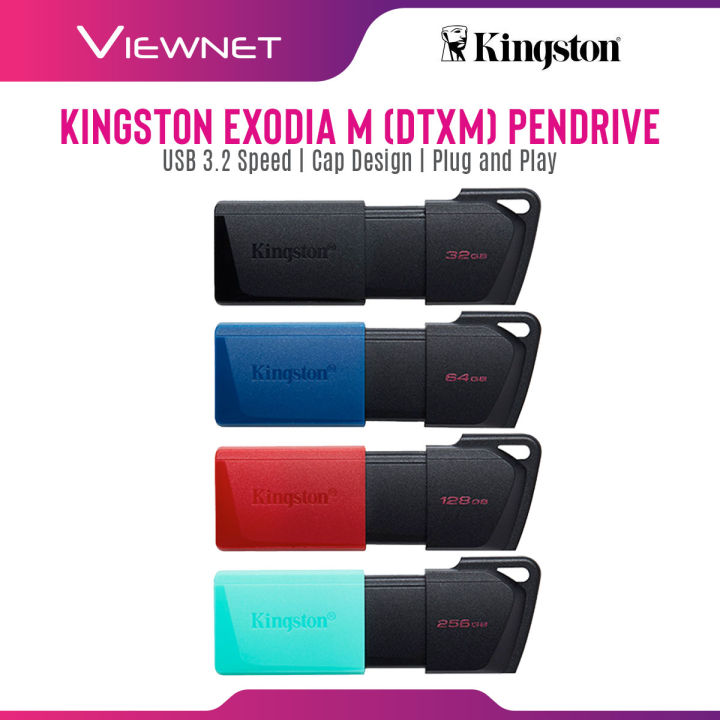 VIEWNET
Kingston
KINGSTON EXODIA M (DTXM) PENDRIVE
USB 3.2 Speed | Cap Design | Plug and Play
Kingston®
32GB
Kingston®
64GB
Kingston®
128GB
Kingston®
256GB